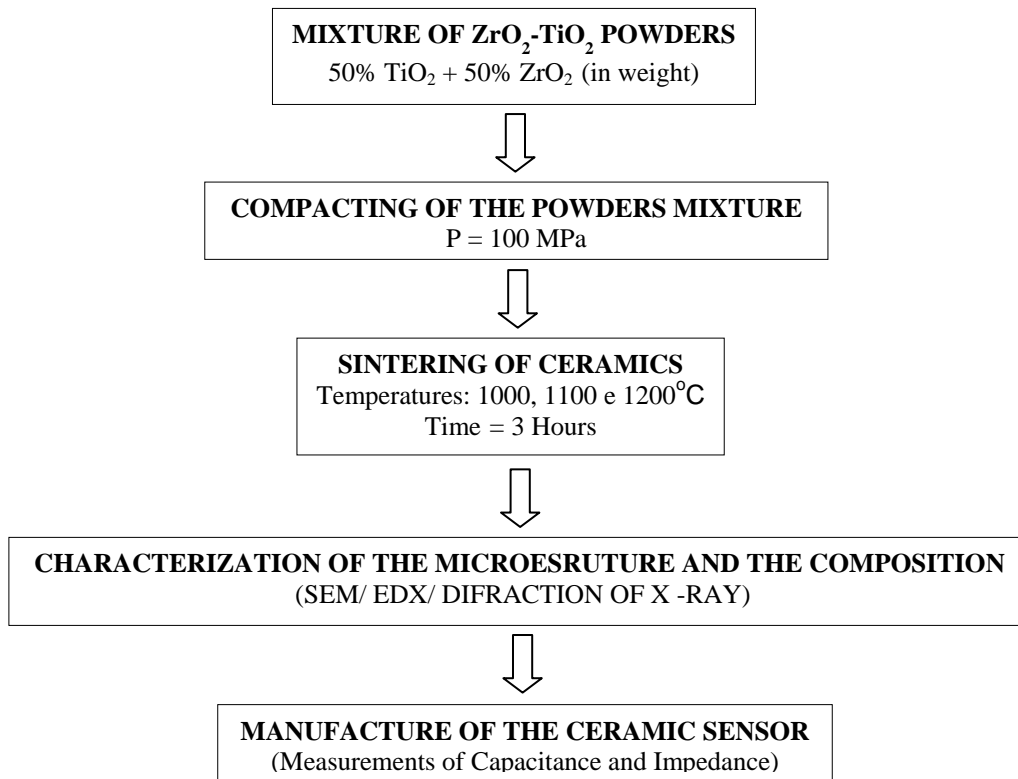 MIXTURE OF ZrO₂-TiO₂ POWDERS
50% TiO₂ + 50% ZrO₂ (in weight)
COMPACTING OF THE POWDERS MIXTURE
P = 100 MPa
SINTERING OF CERAMICS
Temperatures: 1000, 1100 e 1200°C
Time = 3 Hours
CHARACTERIZATION OF THE MICROESRUTURE AND THE COMPOSITION
(SEM/ EDX/ DIFRACTION OF X -RAY)
MANUFACTURE OF THE CERAMIC SENSOR
(Measurements of Capacitance and Impedance)